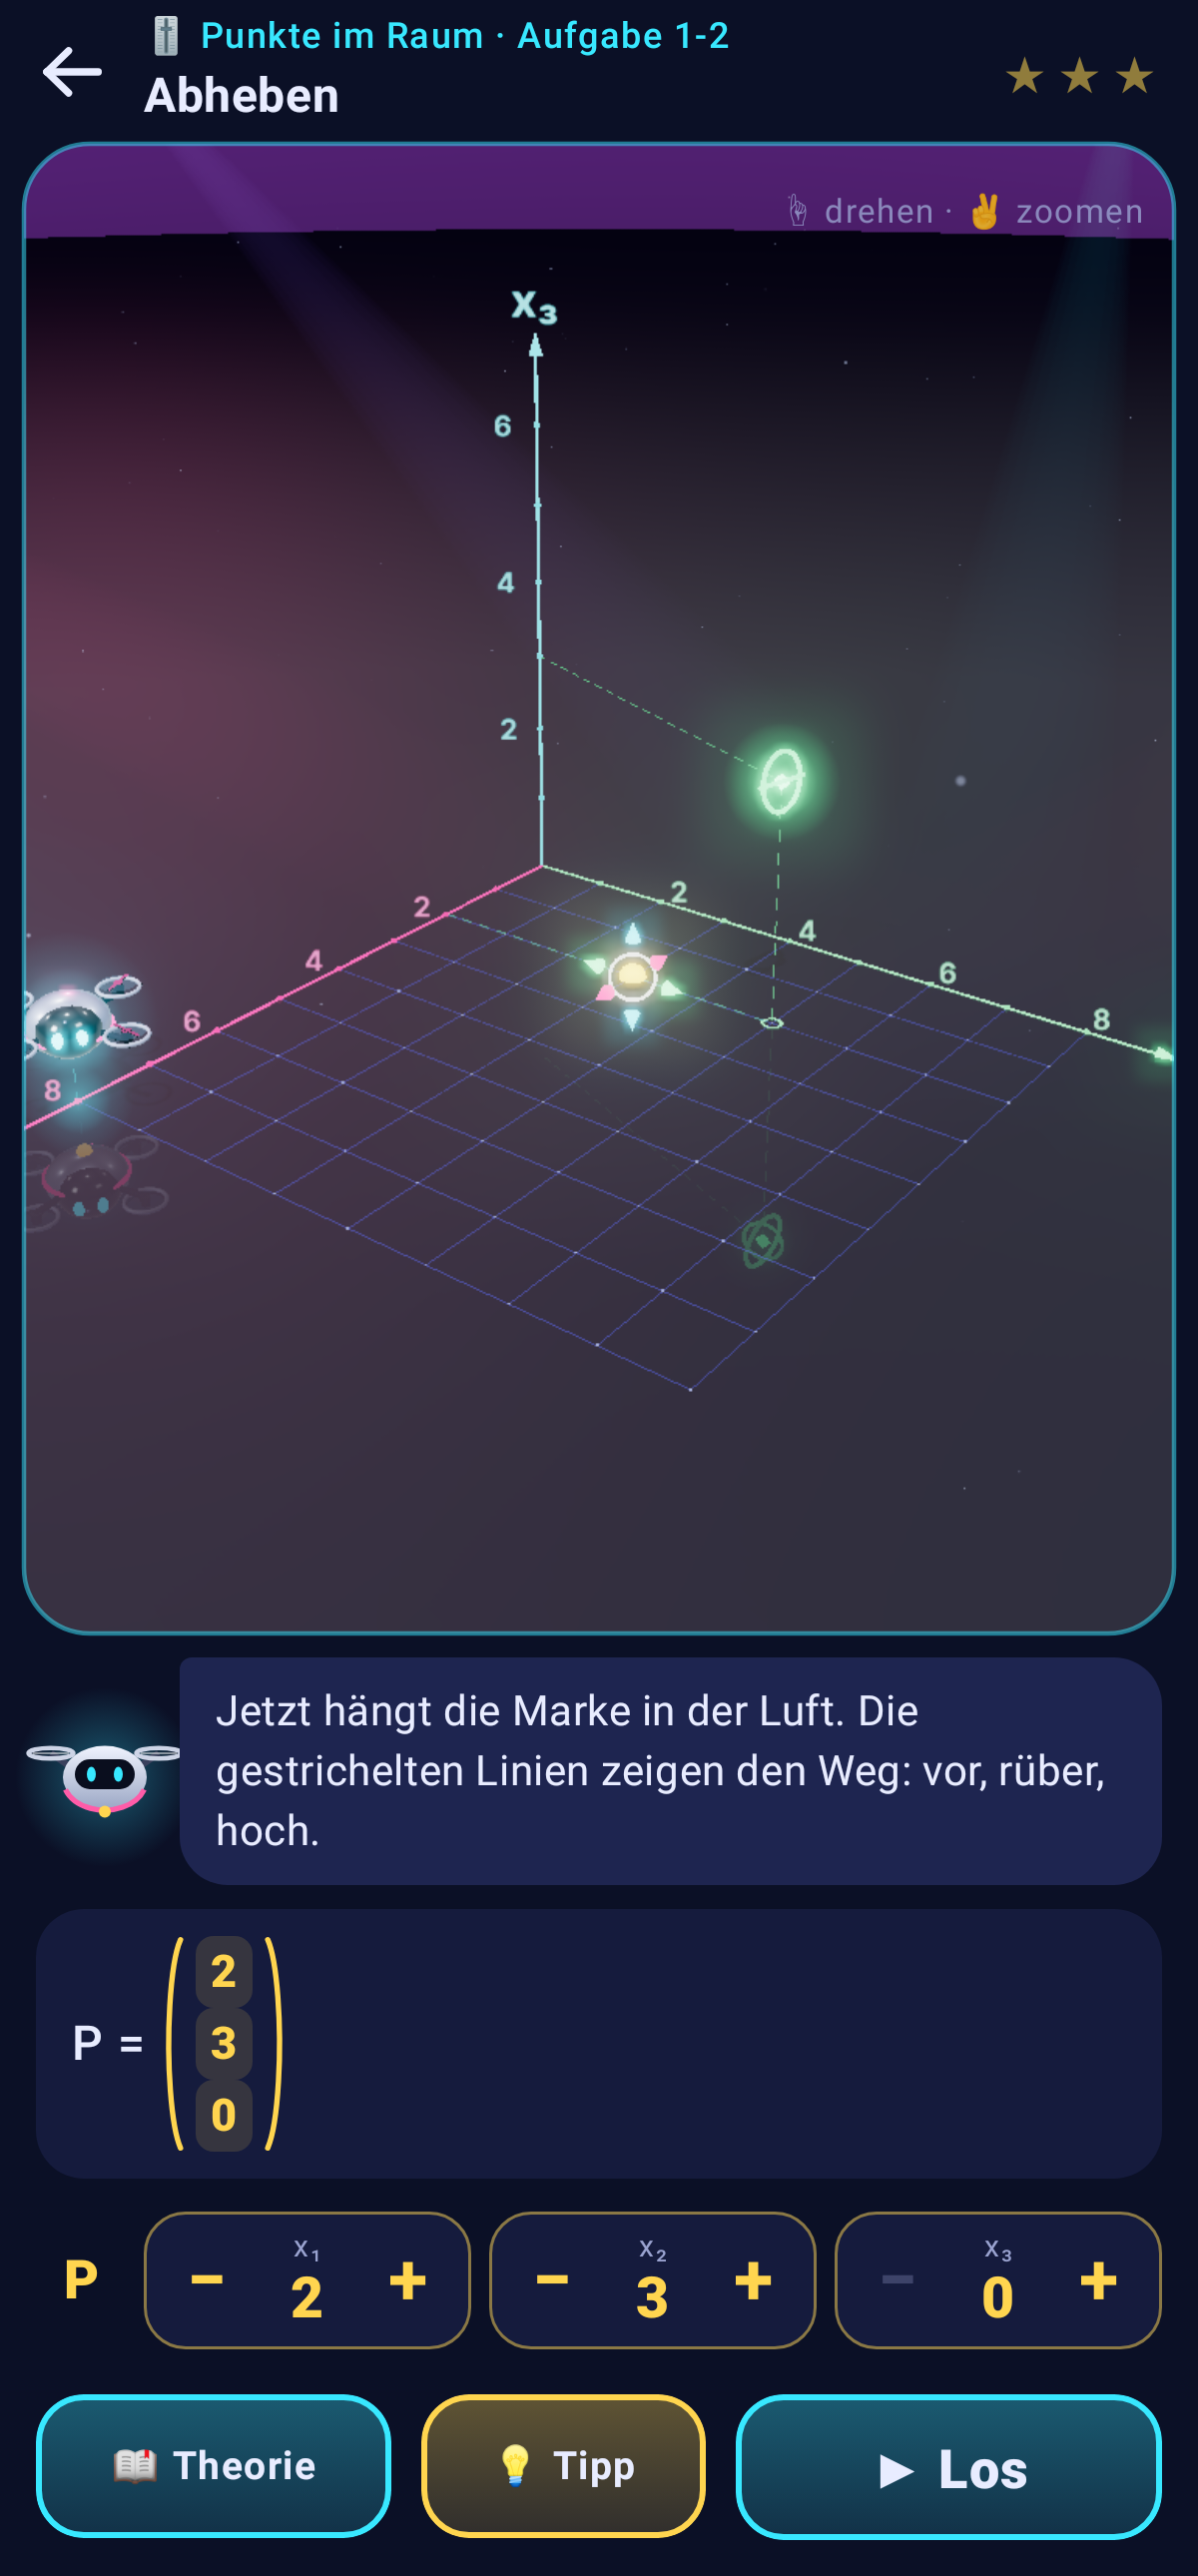 Punkte im Raum · Aufgabe 1-2
Abheben
drehen · zoomen
x₃
6
4
2
2
2
4
4
6
6
8
8
Jetzt hängt die Marke in der Luft. Die
gestrichelten Linien zeigen den Weg: vor, rüber,
hoch.
2
P = 3
0
x₁ x₂ x₃
P − 2 + − 3 + − 0 +
Theorie Tipp Los